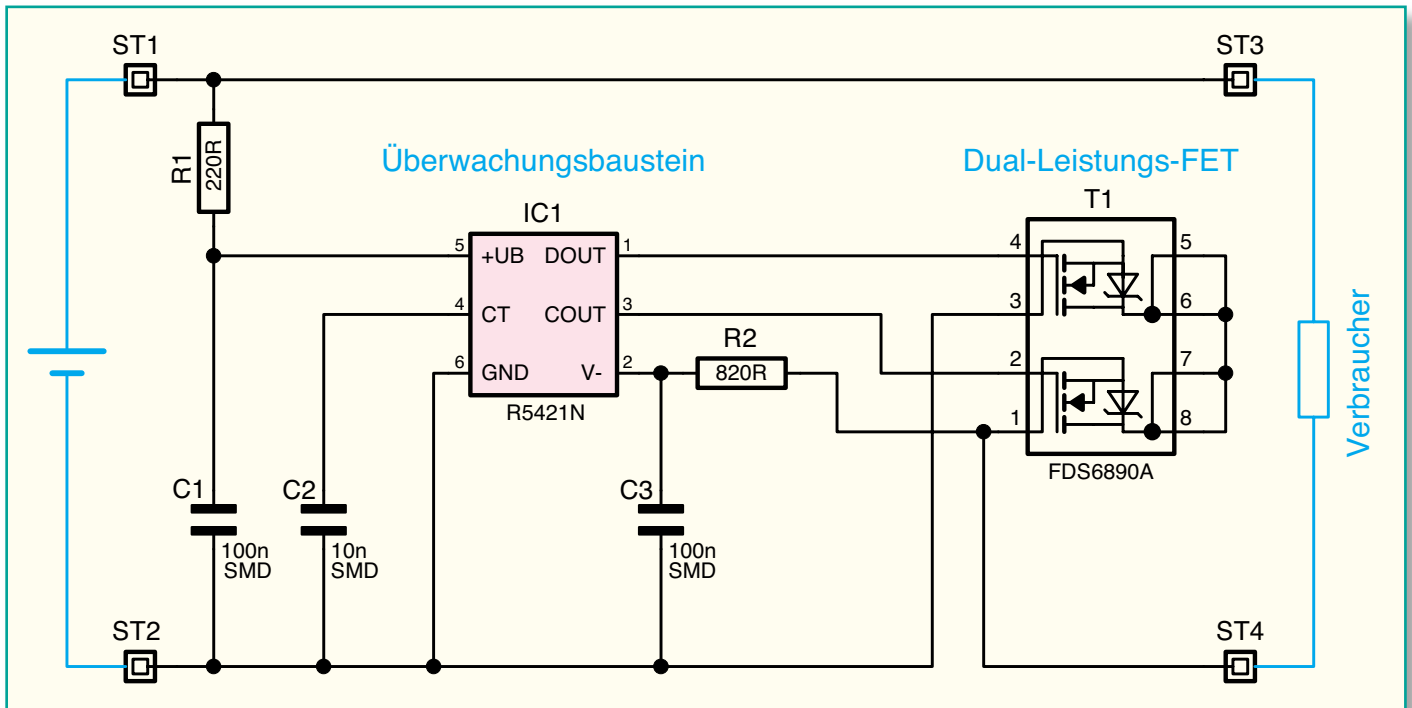 ST1
ST3
R1
220R
Überwachungsbaustein
Dual-Leistungs-FET
IC1
T1
5
+UB
DOUT
1
4
CT
COUT
3
6
GND
V-
2
R5421N
R2
820R
4
3
2
1
5
6
7
8
FDS6890A
Verbraucher
C1
100n
SMD
C2
10n
SMD
C3
100n
SMD
ST2
ST4